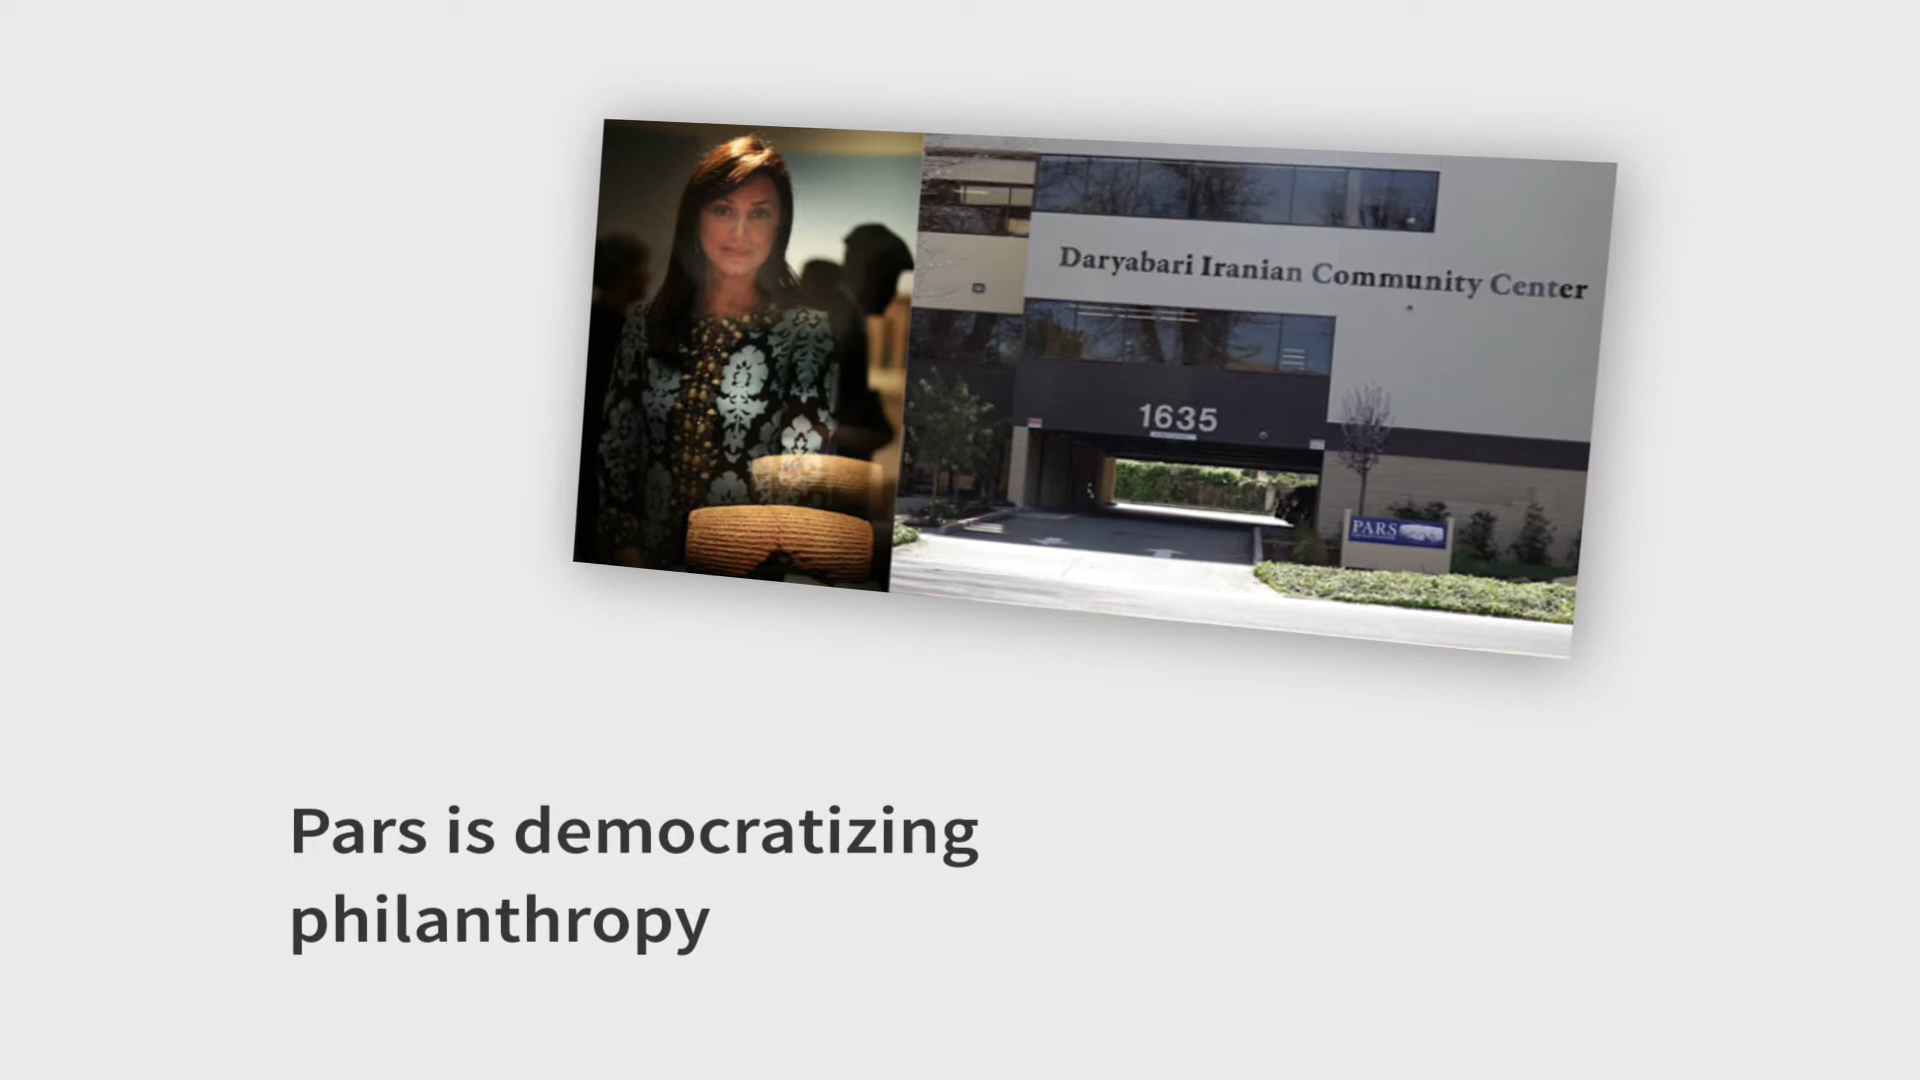 Daryabari Iranian Community Center
1635
PARS
Pars is democratizing
philanthropy